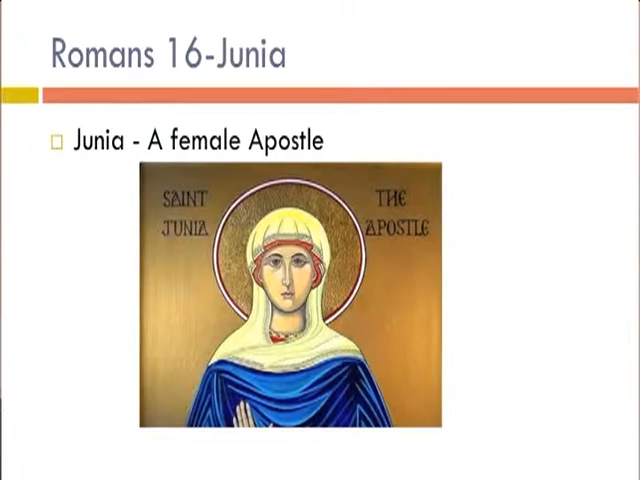 Romans 16-Junia
Junia - A female Apostle
SAINT THE
JUNIA APOSTLE